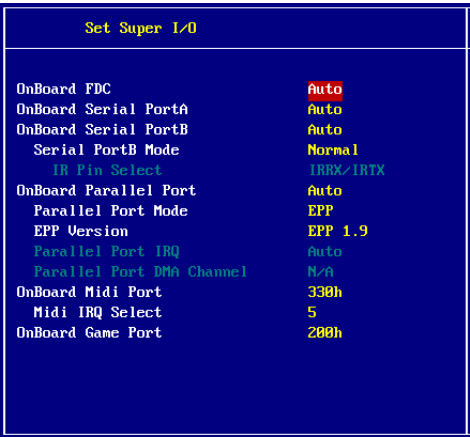 Set Super I/O
OnBoard FDC Auto
OnBoard Serial PortA Auto
OnBoard Serial PortB Auto
Serial PortB Mode Normal
IR Pin Select IRRX/IRTX
OnBoard Parallel Port Auto
Parallel Port Mode EPP
EPP Version EPP 1.9
Parallel Port IRQ Auto
Parallel Port DMA Channel N/A
OnBoard Midi Port 330h
Midi IRQ Select 5
OnBoard Game Port 200h